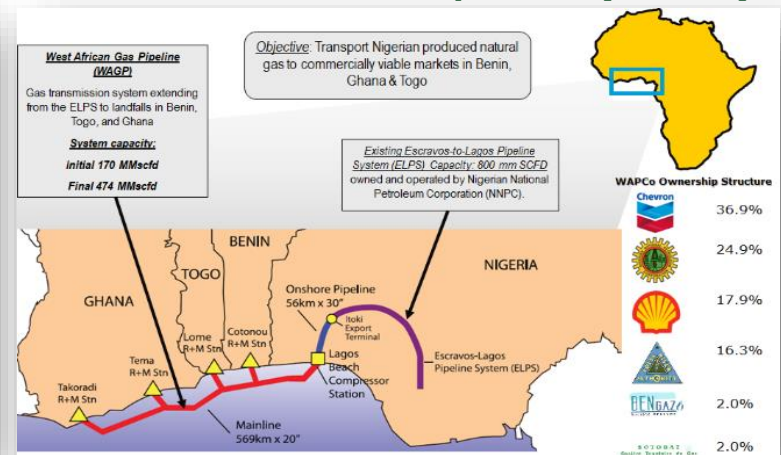 West African Gas Pipeline
(WAGP)
Gas transmission system extending
from the ELPS to landfalls in Benin,
Togo, and Ghana
System capacity:
Initial 170 MMscfd
Final 474 MMscfd
Objective: Transport Nigerian produced natural
gas to commercially viable markets in Benin,
Ghana & Togo
Existing Escravos-to-Lagos Pipeline
System (ELPS) Capacity: 800 mm SCFD
owned and operated by Nigerian National
Petroleum Corporation (NNPC).
WAPCo Ownership Structure
Chevron
36.9%
24.9%
17.9%
16.3%
BENGAZ
2.0%
SOTOGAZ
2.0%
GHANA
TOGO
BENIN
NIGERIA
Onshore Pipeline
56km x 30"
Itoki
Export
Terminal
Lome
R+M Stn
Cotonou
R+M Stn
Tema
R+M Stn
Takoradi
R+M Stn
Lagos
Beach
Compressor
Station
Escravos-Lagos
Pipeline System (ELPS)
Mainline
569km x 20"